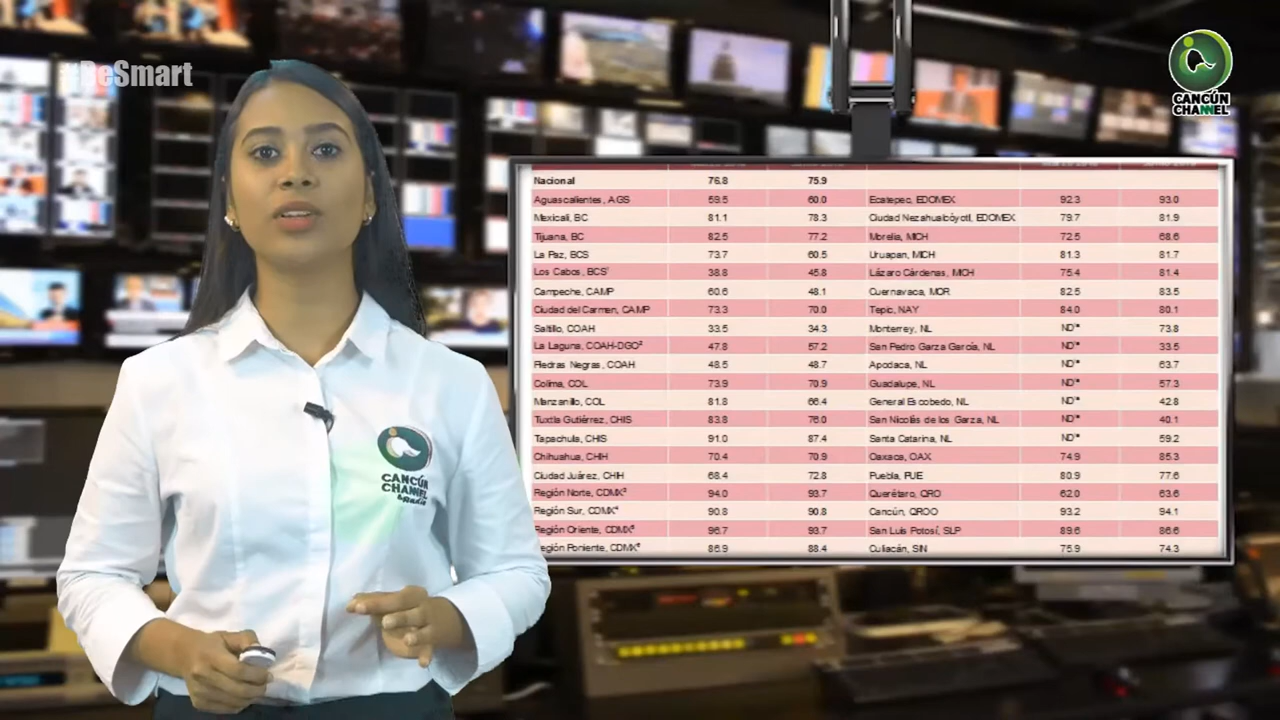 #BeSmart
CANCÚN
CHANNEL
CANCÚN
CHANNEL
&Radio
Nacional 76.8 75.9
Aguascalientes, AGS 59.5 60.0 Ecatepec, EDOMEX 92.3 93.0
Mexicali, BC 81.1 78.3 Ciudad Nezahualcóyotl, EDOMEX 79.7 81.9
Tijuana, BC 82.5 77.2 Morelia, MICH 72.5 68.6
La Paz, BCS 73.7 60.5 Uruapan, MICH 81.3 81.7
Los Cabos, BCS¹ 38.8 45.8 Lázaro Cárdenas, MICH 75.4 81.4
Campeche, CAMP 60.6 48.1 Cuernavaca, MOR 82.5 83.5
Ciudad del Carmen, CAMP 73.3 70.0 Tepic, NAY 84.0 80.1
Saltillo, COAH 33.5 34.3 Monterrey, NL ND* 73.8
La Laguna, COAH-DGO² 47.8 57.2 San Pedro Garza García, NL ND* 33.5
Piedras Negras, COAH 48.5 48.7 Apodaca, NL ND* 63.7
Colima, COL 73.9 70.9 Guadalupe, NL ND* 57.3
Manzanillo, COL 81.8 66.4 General Escobedo, NL ND* 42.8
Tuxtla Gutiérrez, CHIS 83.8 76.0 San Nicolás de los Garza, NL ND* 40.1
Tapachula, CHIS 91.0 87.4 Santa Catarina, NL ND* 59.2
Chihuahua, CHIH 70.4 70.9 Oaxaca, OAX 74.9 85.3
Ciudad Juárez, CHIH 68.4 72.8 Puebla, PUE 80.9 77.6
Región Norte, CDMX³ 94.0 93.7 Querétaro, QRO 62.0 63.6
Región Sur, CDMX⁴ 90.8 90.8 Cancún, QROO 93.2 94.1
Región Oriente, CDMX⁵ 96.7 93.7 San Luis Potosí, SLP 89.6 86.6
egión Poniente, CDMX⁶ 86.9 88.4 Culiacán, SIN 75.9 74.3